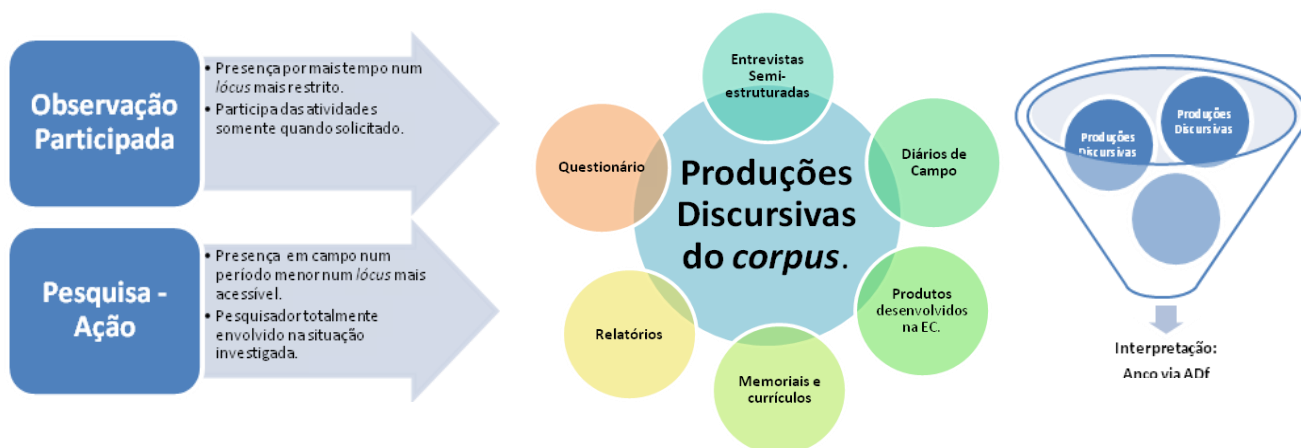 Observação
Participada
• Presença por mais tempo num
lócus mais restrito.
• Participa das atividades
somente quando solicitado.
Pesquisa -
Ação
• Presença em campo num
período menor num lócus mais
acessível.
• Pesquisador totalmente
envolvido na situação
investigada.
Produções
Discursivas
do corpus.
Entrevistas
Semi-
estruturadas
Diários de
Campo
Produtos
desenvolvidos
na EC.
Memoriais e
currículos
Relatórios
Questionário
Produções
Discursivas
Produções
Discursivas
Interpretação:
Anco via ADf